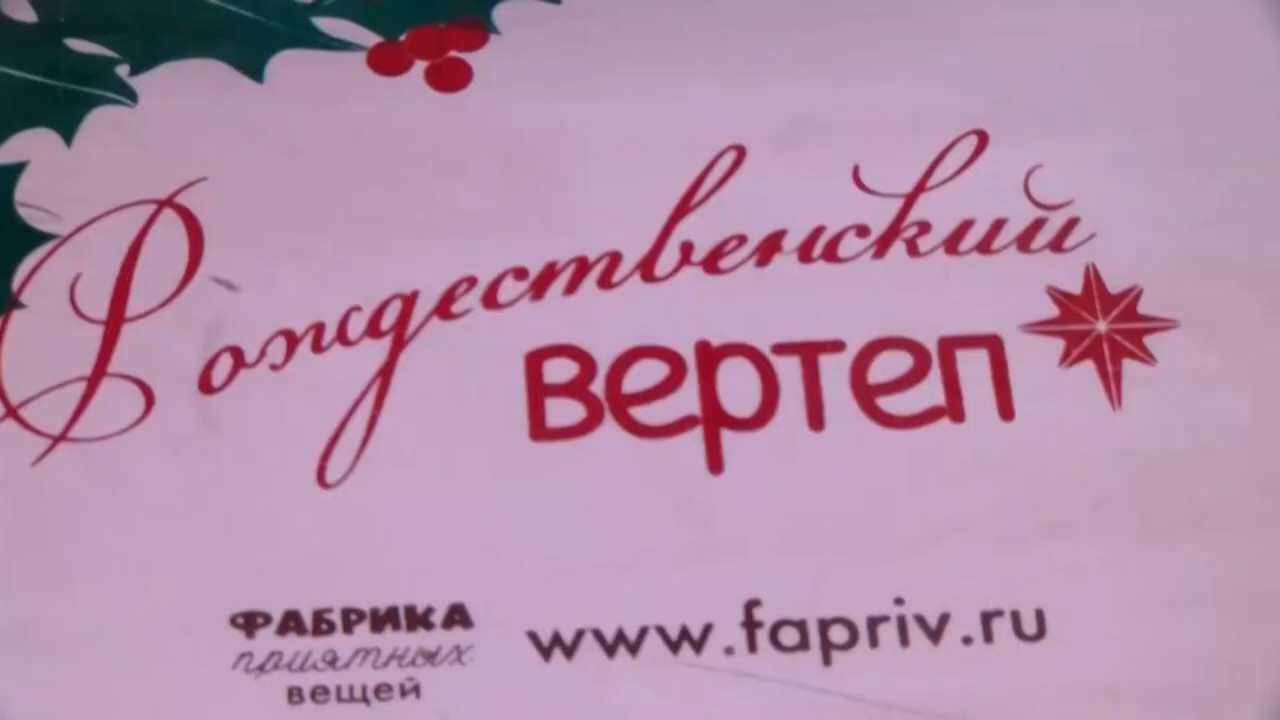 Рождественский
вертеп
ФАБРИКА
приятных
вещей
www.fapriv.ru